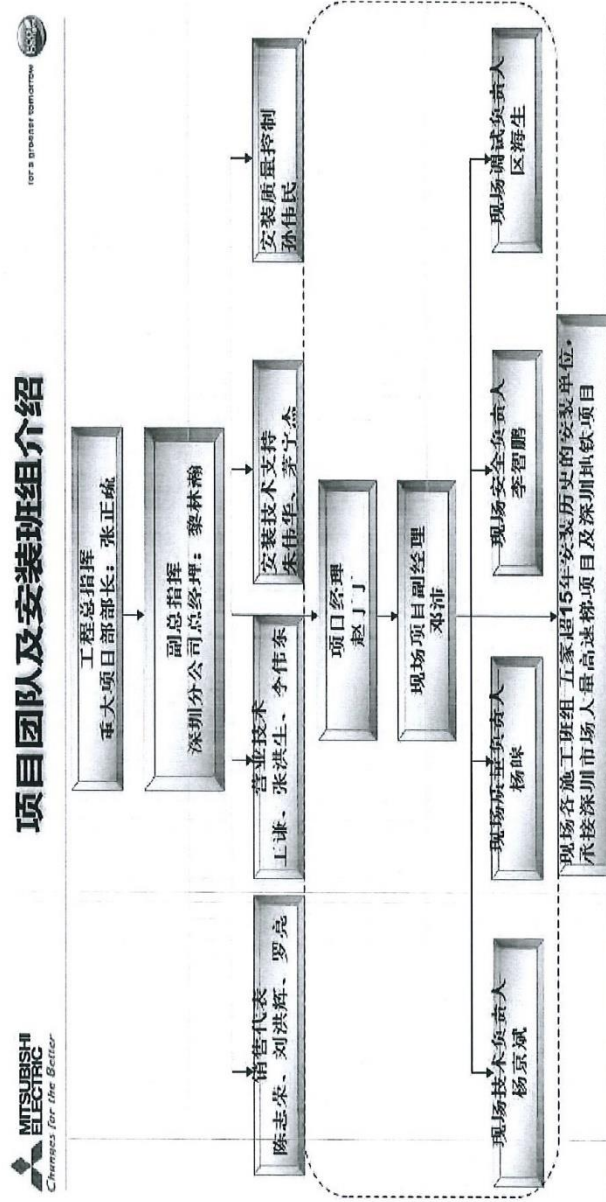 MITSUBISHI
ELECTRIC
Changes for the Better
项目团队及安装班组介绍
for a greener tomorrow
工程总指挥
重大项目部部长：张正疏
副总指挥
深圳分公司总经理：黎林瀚
销售代表
陈志荣、刘洪辉、罗亮
营业技术
王谦、张洪生、李伟东
安装技术支持
朱伟华、茅宁杰
安装质量控制
孙伟民
项目经理
赵丁丁
现场项目副经理
邓沛
现场技术负责人
杨京斌
现场质量负责人
杨皞
现场安全负责人
李智鹏
现场调试负责人
区海生
现场各施工班组 五家超15年安装历史的安装单位，
承接深圳市场大量高速梯项目及深圳地铁项目